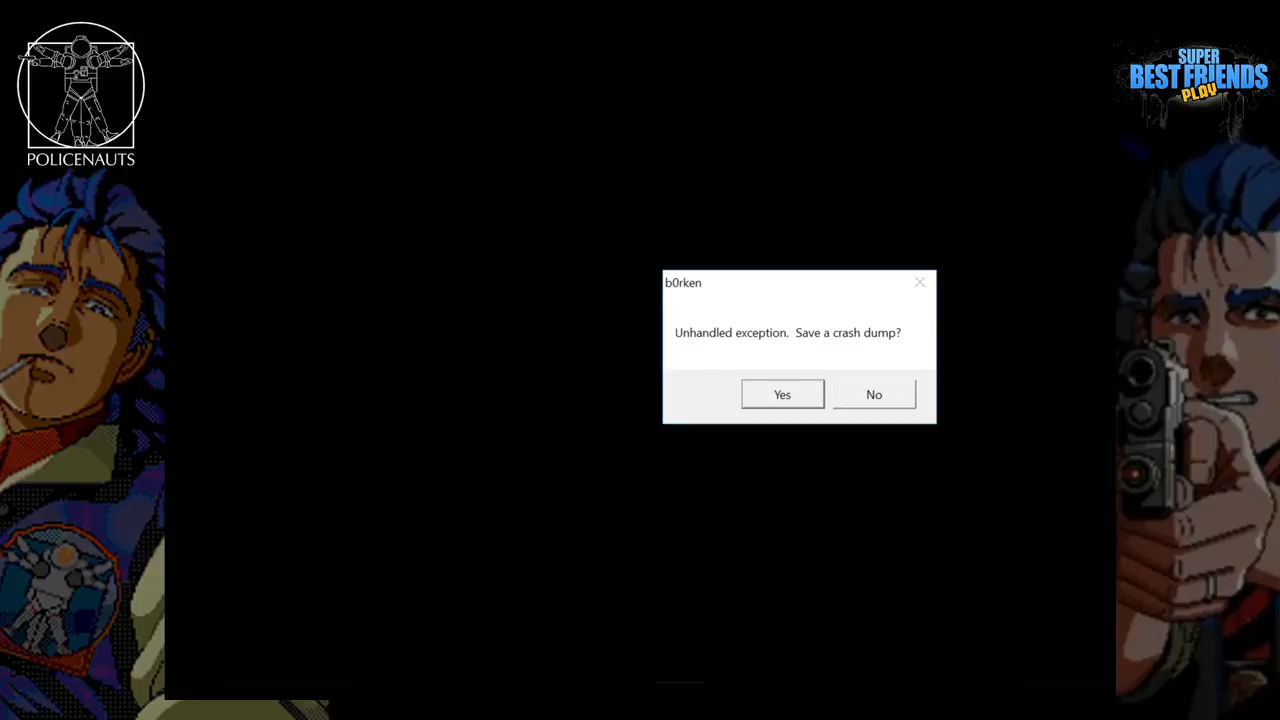 POLICENAUTS
SUPER
BEST FRIENDS
PLAY
b0rken
Unhandled exception.  Save a crash dump?
Yes
No